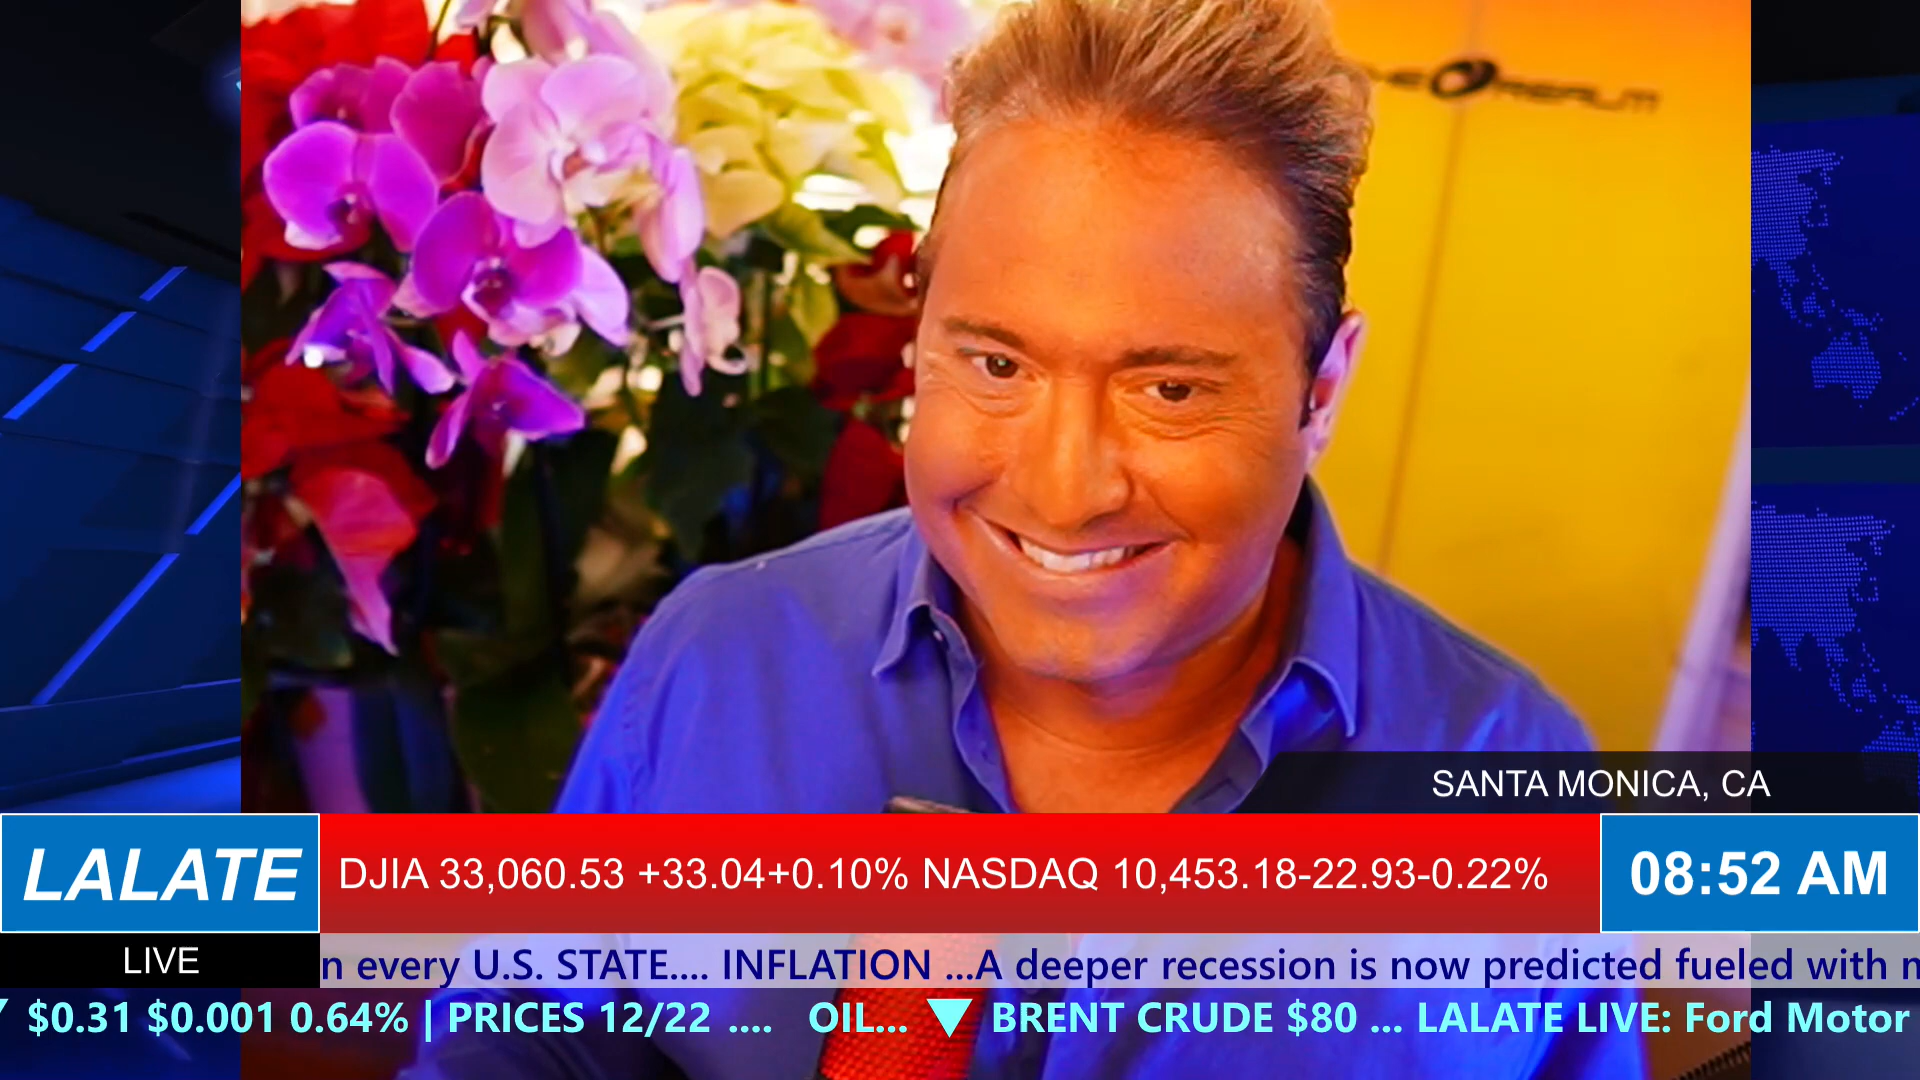 SANTA MONICA, CA
LALATE
DJIA 33,060.53 +33.04+0.10% NASDAQ 10,453.18-22.93-0.22%
08:52 AM
LIVE
n every U.S. STATE.... INFLATION ...A deeper recession is now predicted fueled with
$0.31 $0.001 0.64% | PRICES 12/22 .... OIL... ▼ BRENT CRUDE $80 ... LALATE LIVE: Ford Motor